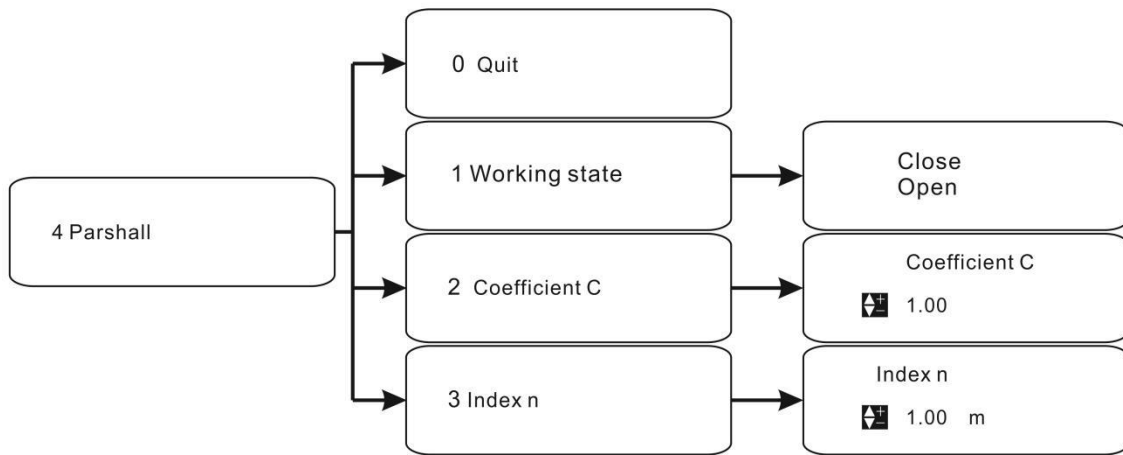 4 Parshall
0 Quit
1 Working state
Close
Open
2 Coefficient C
Coefficient C
1.00
3 Index n
Index n
1.00 m